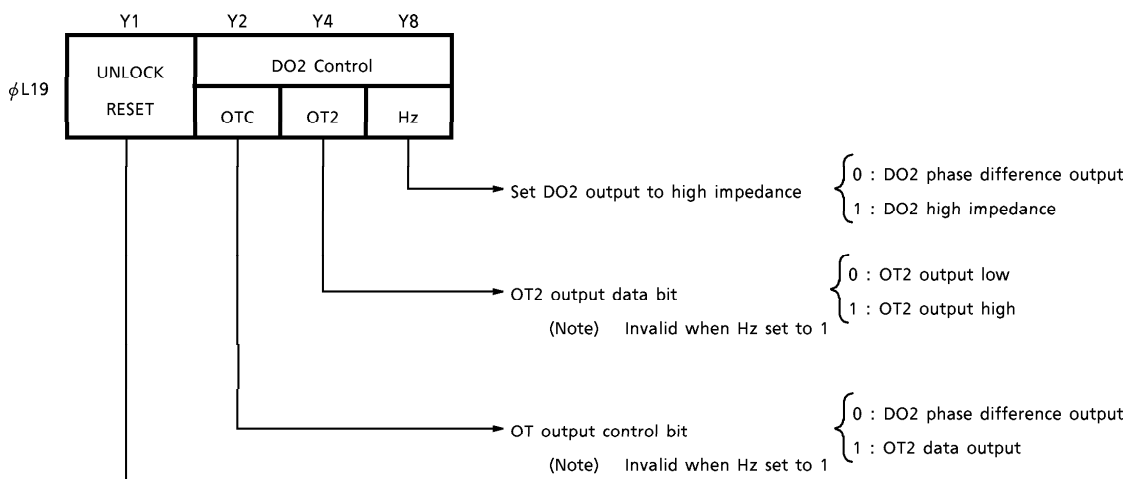 Y1 Y2 Y4 Y8
UNLOCK
RESET
DO2 Control
ϕL19
OTC OT2 Hz
Set DO2 output to high impedance
0 : DO2 phase difference output
1 : DO2 high impedance
OT2 output data bit
(Note) Invalid when Hz set to 1
0 : OT2 output low
1 : OT2 output high
OT output control bit
(Note) Invalid when Hz set to 1
0 : DO2 phase difference output
1 : OT2 data output